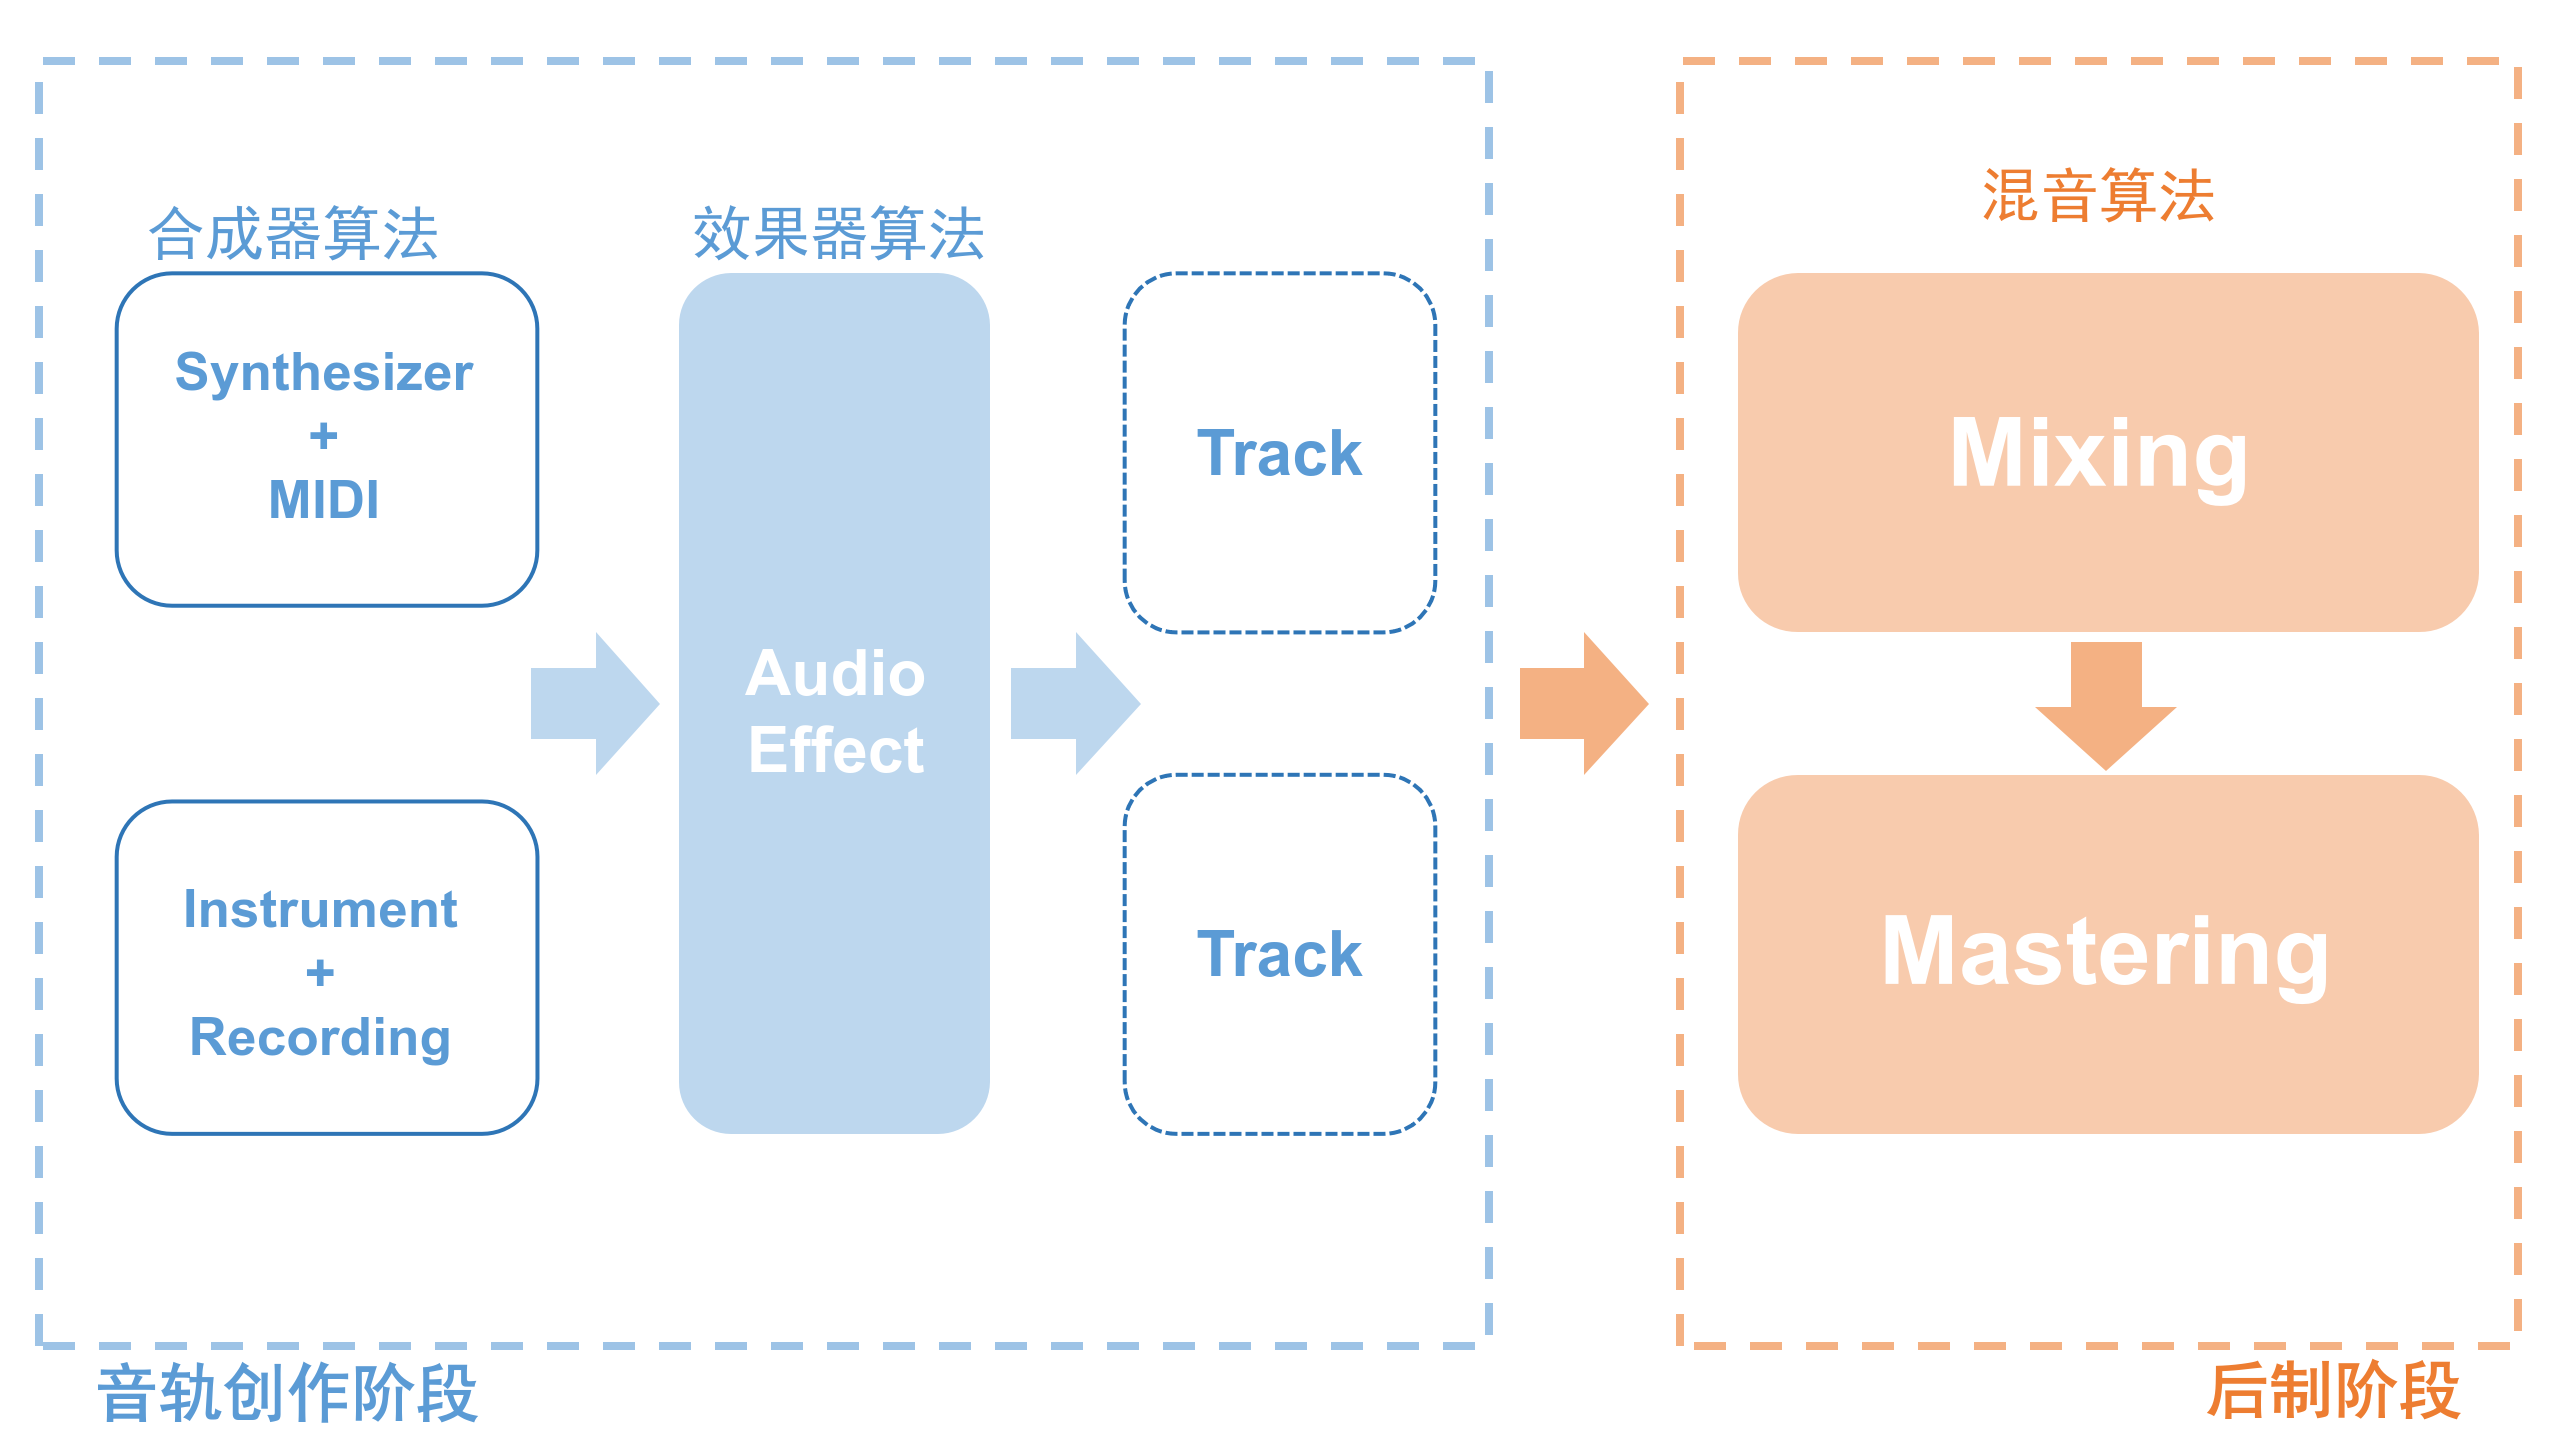 合成器算法
Synthesizer
+
MIDI
Instrument
+
Recording
效果器算法
Audio
Effect
Track
Track
音轨创作阶段
混音算法
Mixing
Mastering
后制阶段